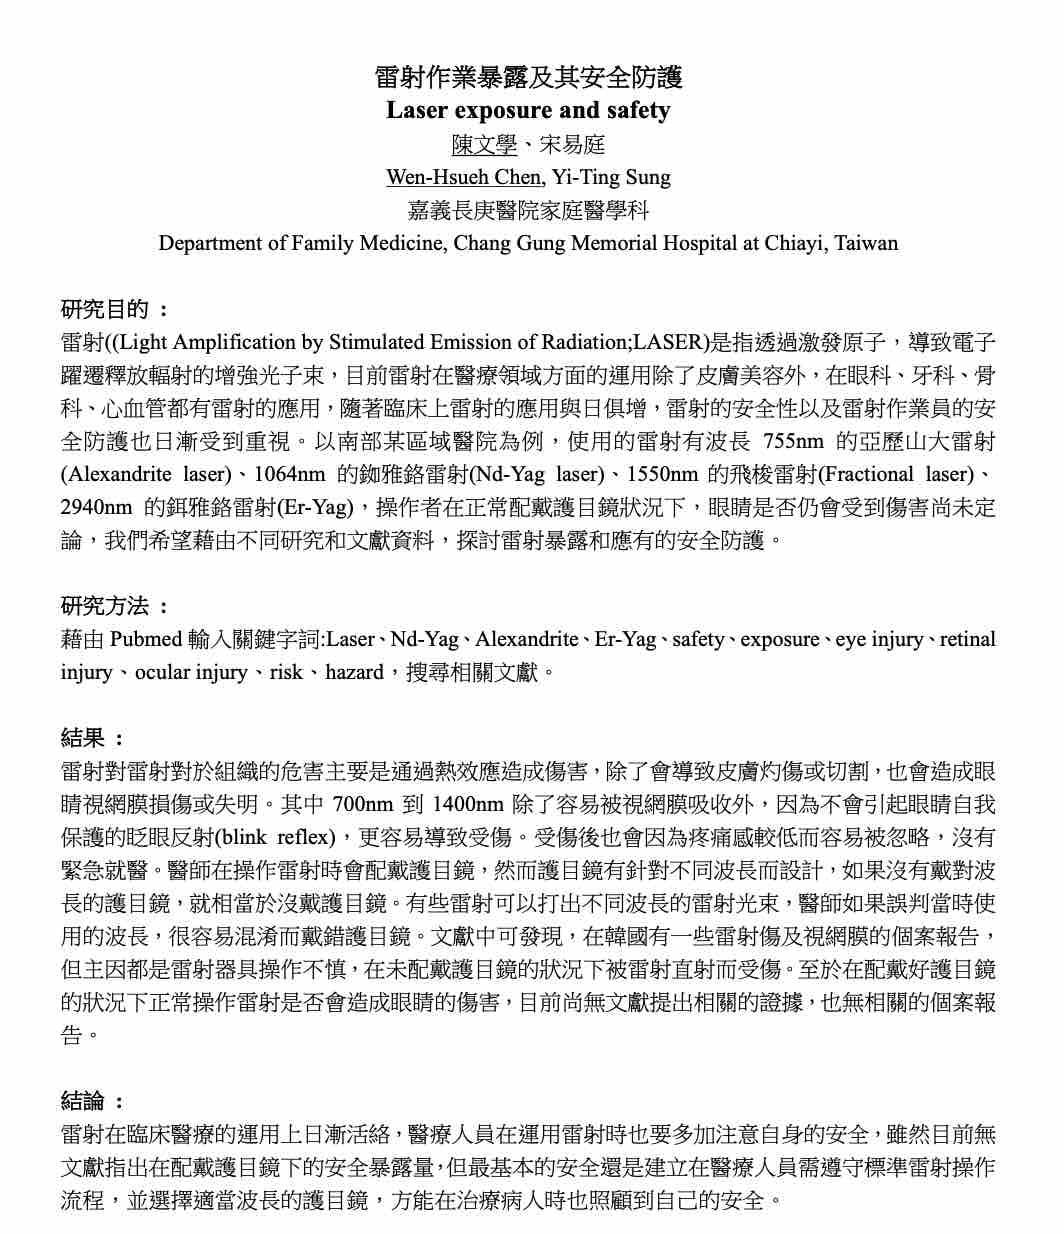 雷射作業暴露及其安全防護
Laser exposure and safety
陳文學、宋易庭
Wen-Hsueh Chen, Yi-Ting Sung
嘉義長庚醫院家庭醫學科
Department of Family Medicine, Chang Gung Memorial Hospital at Chiayi, Taiwan
研究目的：
雷射((Light Amplification by Stimulated Emission of Radiation;LASER)是指透過激發原子，導致電子
躍遷釋放輻射的增強光子束，目前雷射在醫療領域方面的運用除了皮膚美容外，在眼科、牙科、骨
科、心血管都有雷射的應用，隨著臨床上雷射的應用與日俱增，雷射的安全性以及雷射作業員的安
全防護也日漸受到重視。以南部某區域醫院為例，使用的雷射有波長 755nm 的亞歷山大雷射
(Alexandrite laser)、1064nm 的銣雅鉻雷射(Nd-Yag laser)、1550nm 的飛梭雷射(Fractional laser)、
2940nm 的鉺雅鉻雷射(Er-Yag)，操作者在正常配戴護目鏡狀況下，眼睛是否仍會受到傷害尚未定
論，我們希望藉由不同研究和文獻資料，探討雷射暴露和應有的安全防護。
研究方法：
藉由 Pubmed 輸入關鍵字詞:Laser、Nd-Yag、Alexandrite、Er-Yag、safety、exposure、eye injury、retinal
injury、ocular injury、risk、hazard，搜尋相關文獻。
結果：
雷射對雷射對於組織的危害主要是通過熱效應造成傷害，除了會導致皮膚灼傷或切割，也會造成眼
睛視網膜損傷或失明。其中 700nm 到 1400nm 除了容易被視網膜吸收外，因為不會引起眼睛自我
保護的眨眼反射(blink reflex)，更容易導致受傷。受傷後也會因為疼痛感較低而容易被忽略，沒有
緊急就醫。醫師在操作雷射時會配戴護目鏡，然而護目鏡有針對不同波長而設計，如果沒有戴對波
長的護目鏡，就相當於沒戴護目鏡。有些雷射可以打出不同波長的雷射光束，醫師如果誤判當時使
用的波長，很容易混淆而戴錯護目鏡。文獻中可發現，在韓國有一些雷射傷及視網膜的個案報告，
但主因都是雷射器具操作不慎，在未配戴護目鏡的狀況下被雷射直射而受傷。至於在配戴好護目鏡
的狀況下正常操作雷射是否會造成眼睛的傷害，目前尚無文獻提出相關的證據，也無相關的個案報
告。
結論：
雷射在臨床醫療的運用上日漸活絡，醫療人員在運用雷射時也要多加注意自身的安全，雖然目前無
文獻指出在配戴護目鏡下的安全暴露量，但最基本的安全還是建立在醫療人員需遵守標準雷射操作
流程，並選擇適當波長的護目鏡，方能在治療病人時也照顧到自己的安全。